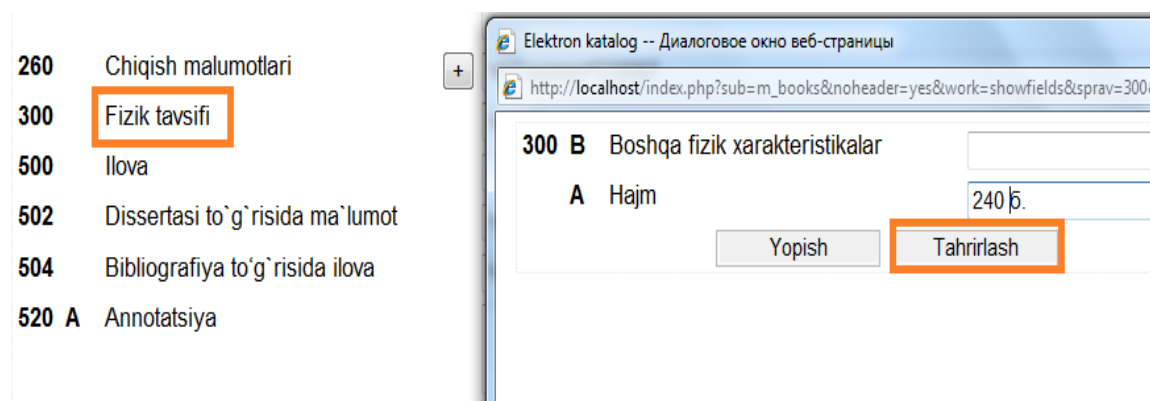 260 Chiqish malumotlari +
300 Fizik tavsifi
500 Ilova
502 Dissertasi to`g`risida ma`lumot
504 Bibliografiya to‘g`risida ilova
520 A Annotatsiya
Elektron katalog -- Диалоговое окно веб-страницы
http://localhost/index.php?sub=m_books&noheader=yes&work=showfields&sprav=300&
300 B Boshqa fizik xarakteristikalar
A Hajm 240 б.
Yopish Tahrirlash